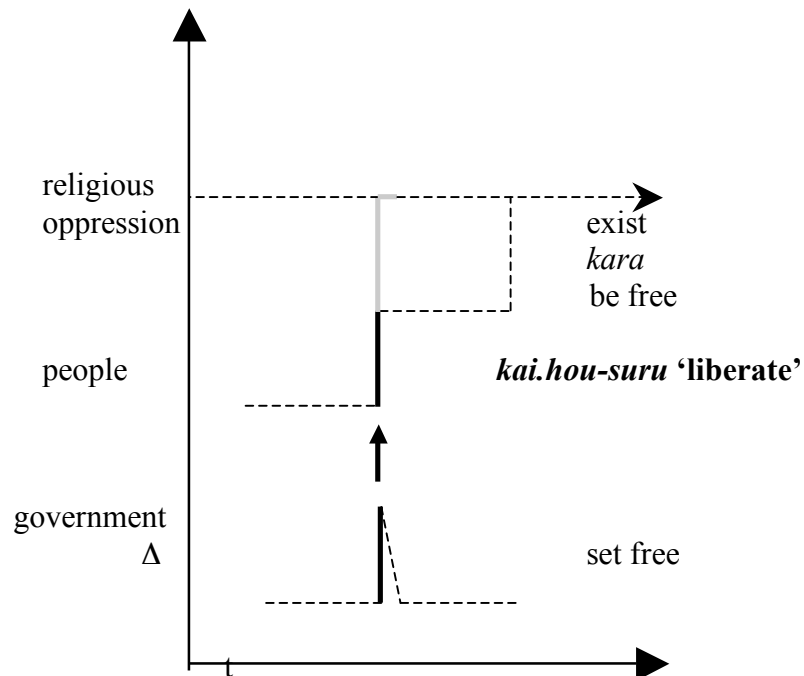 religious
oppression
exist
kara
be free
people
kai.hou-suru ‘liberate’
government
Δ
set free
t